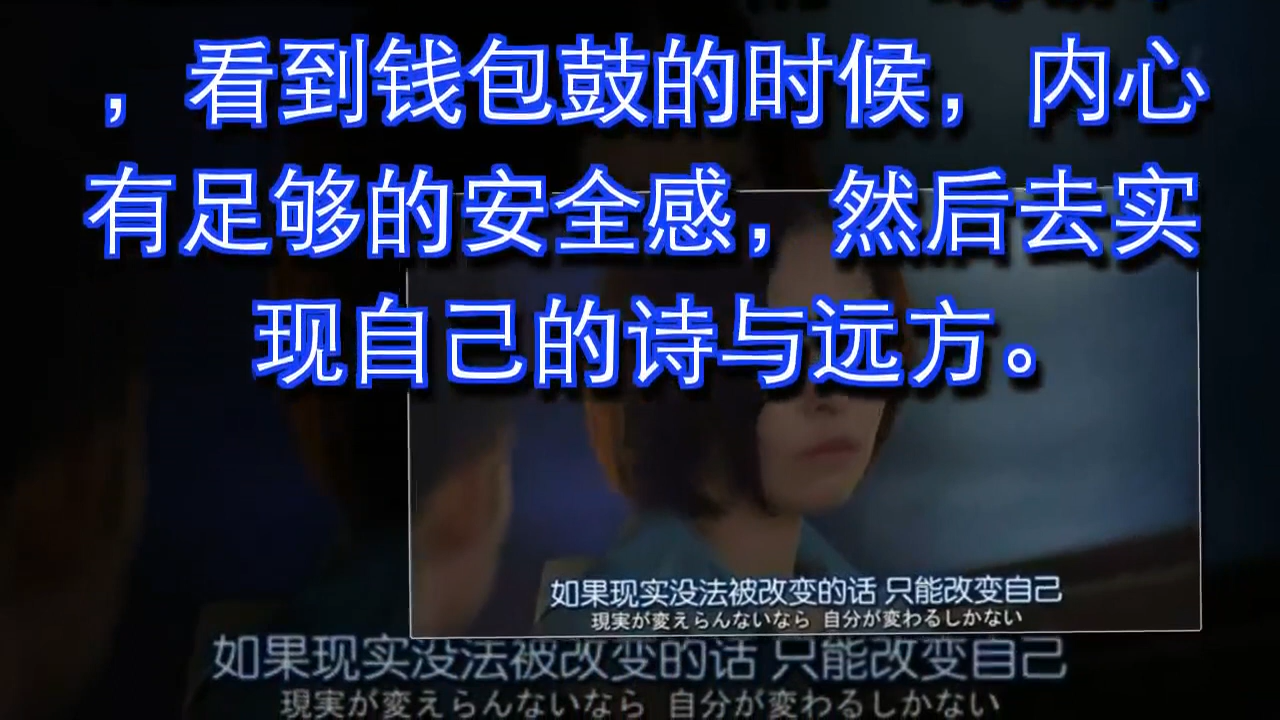 ，看到钱包鼓的时候，内心
有足够的安全感，然后去实
现自己的诗与远方。
如果现实没法被改变的话 只能改变自己
現実が変えらんないなら 自分が変わるしかない
如果现实没法被改变的话 只能改变自己
現実が変えらんないなら 自分が変わるしかない